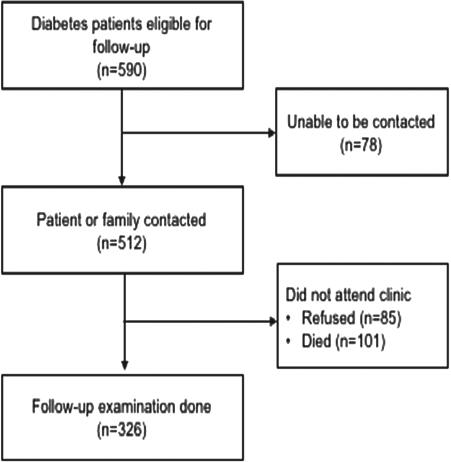 Diabetes patients eligible for
follow-up
(n=590)
Unable to be contacted
(n=78)
Patient or family contacted
(n=512)
Did not attend clinic
• Refused (n=85)
• Died (n=101)
Follow-up examination done
(n=326)